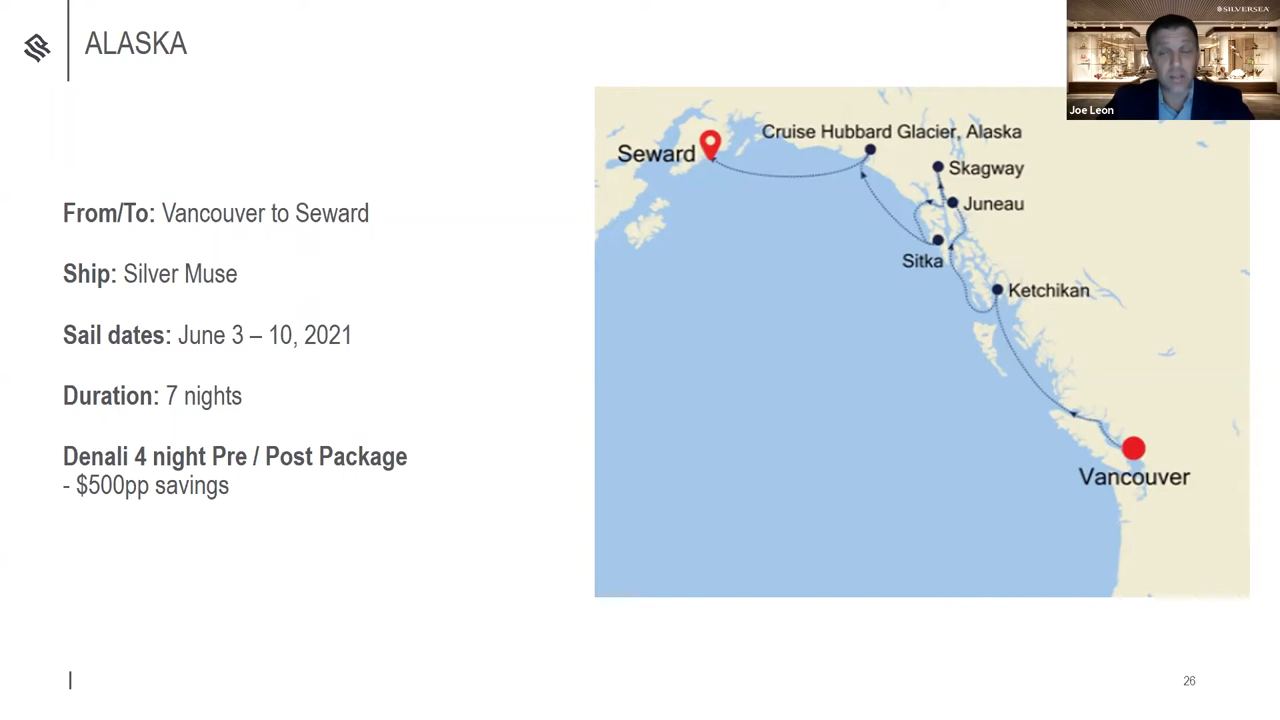 ALASKA
SILVERSEA
Joe Leon
From/To: Vancouver to Seward
Ship: Silver Muse
Sail dates: June 3 – 10, 2021
Duration: 7 nights
Denali 4 night Pre / Post Package
- $500pp savings
Cruise Hubbard Glacier, Alaska
Seward
Skagway
Juneau
Sitka
Ketchikan
Vancouver
26